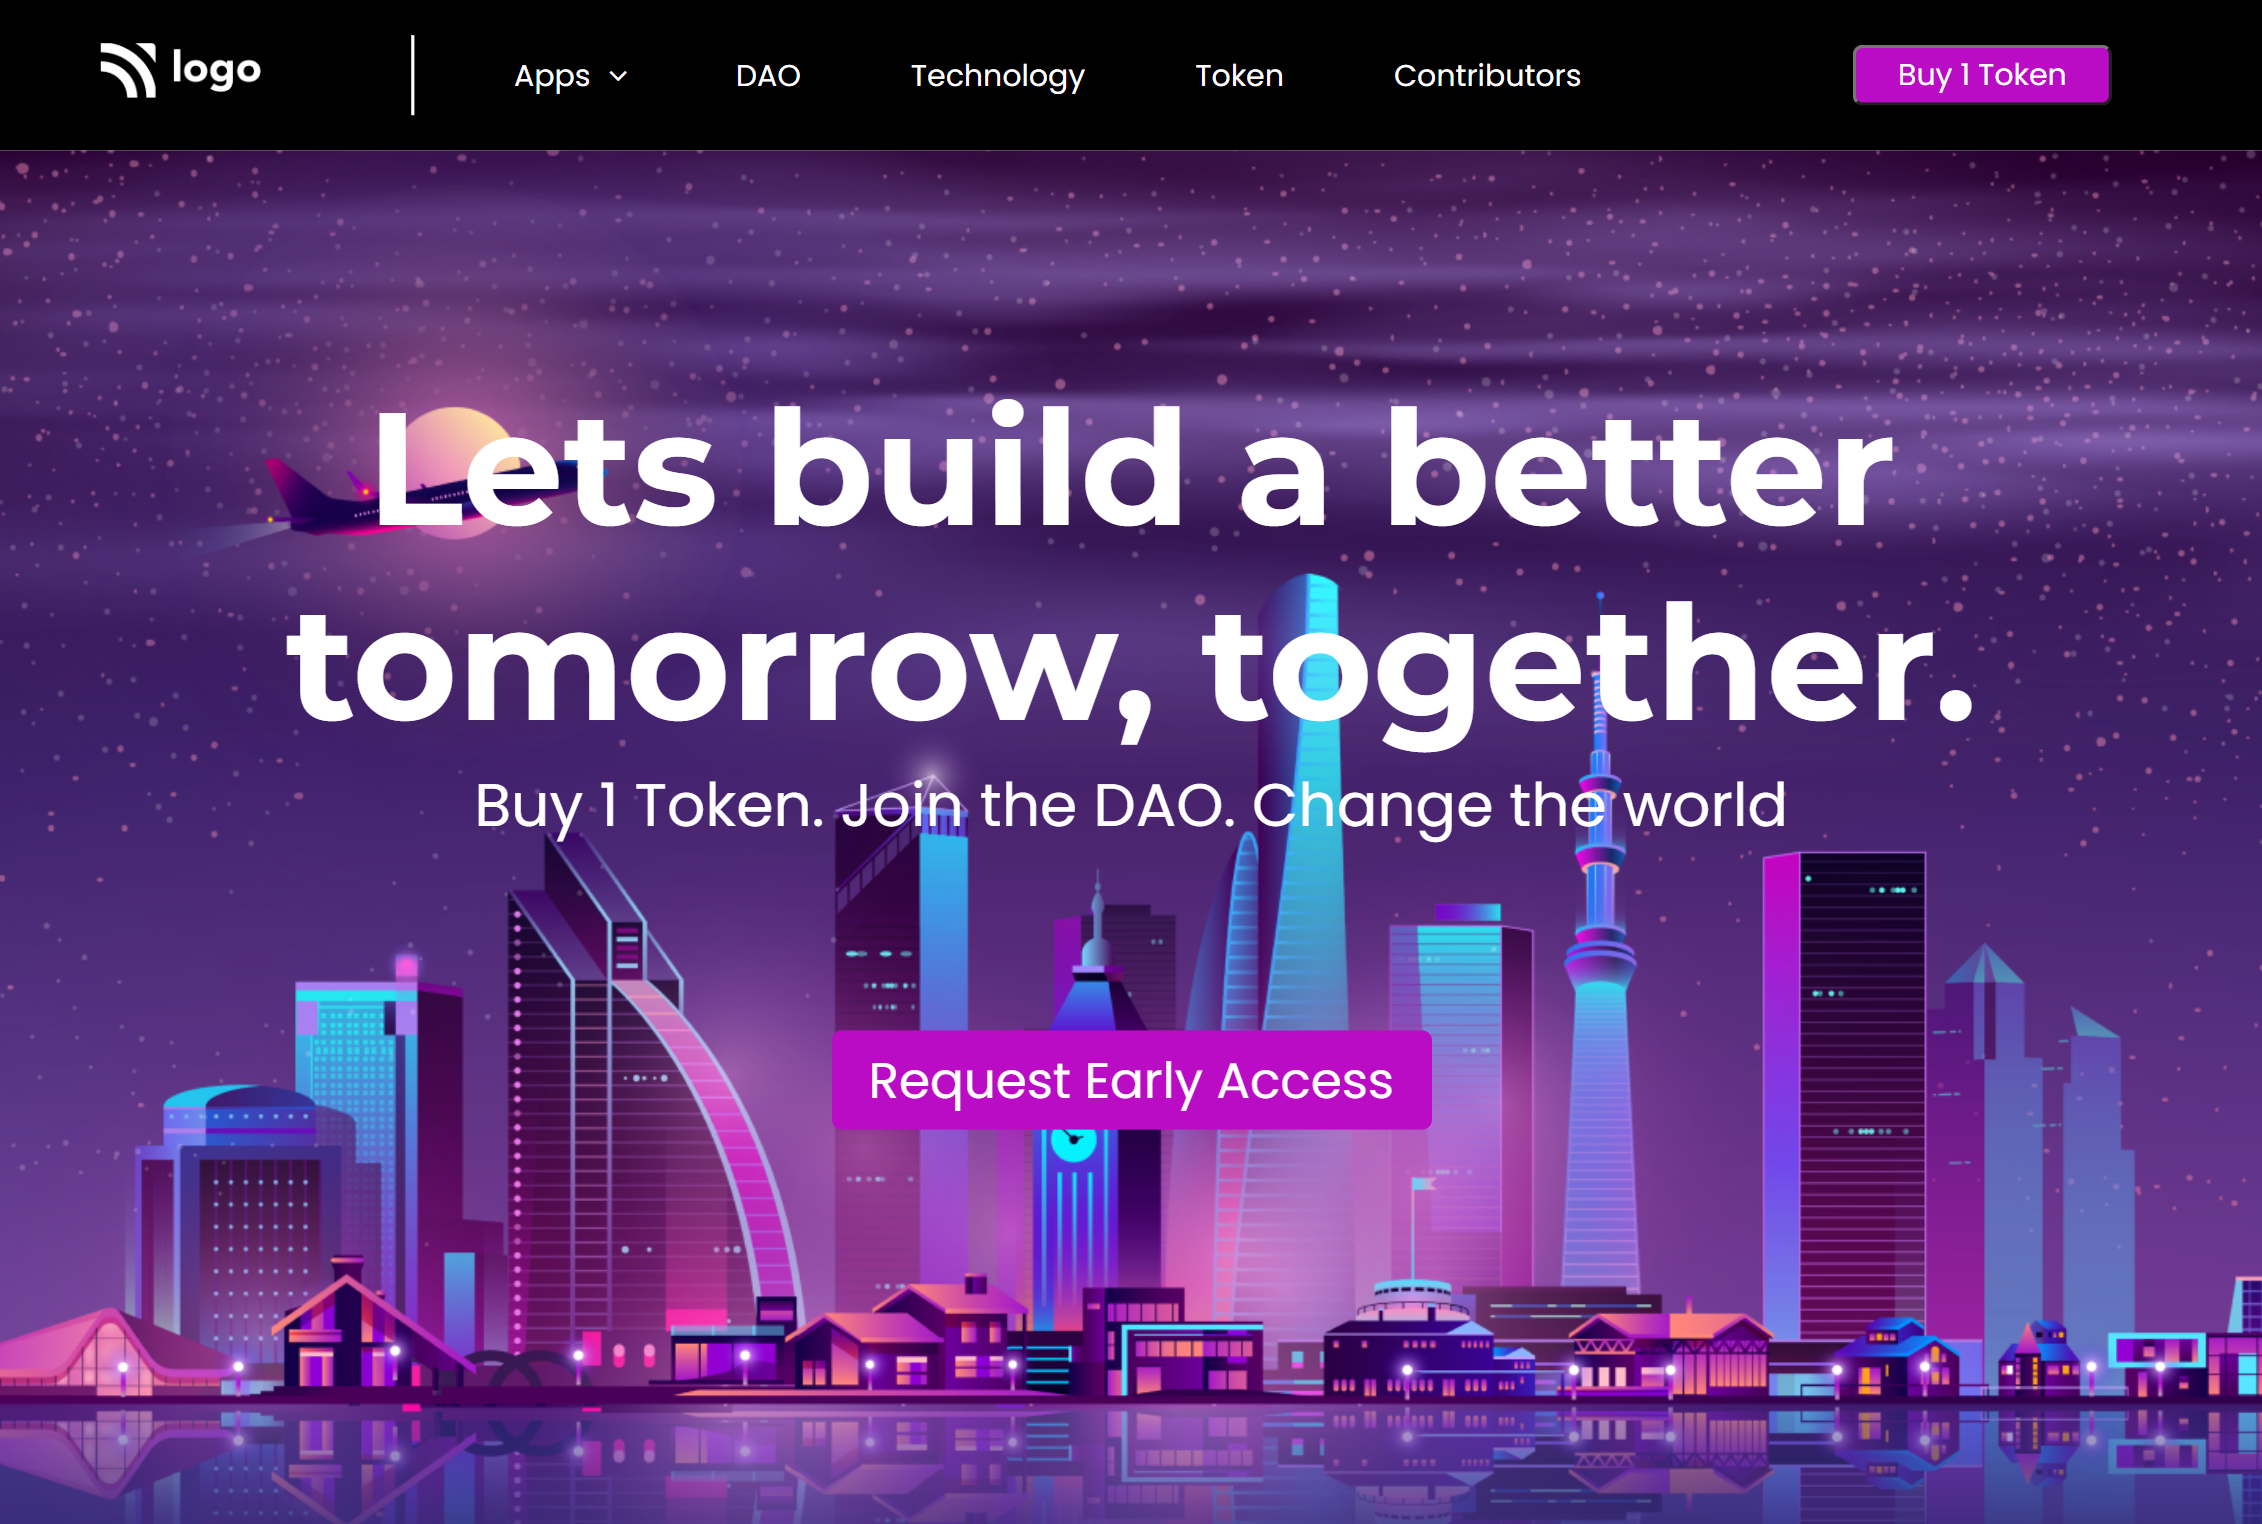 logo
Apps DAO Technology Token Contributors Buy 1 Token
Lets build a better
tomorrow, together.
Buy 1 Token. Join the DAO. Change the world
Request Early Access